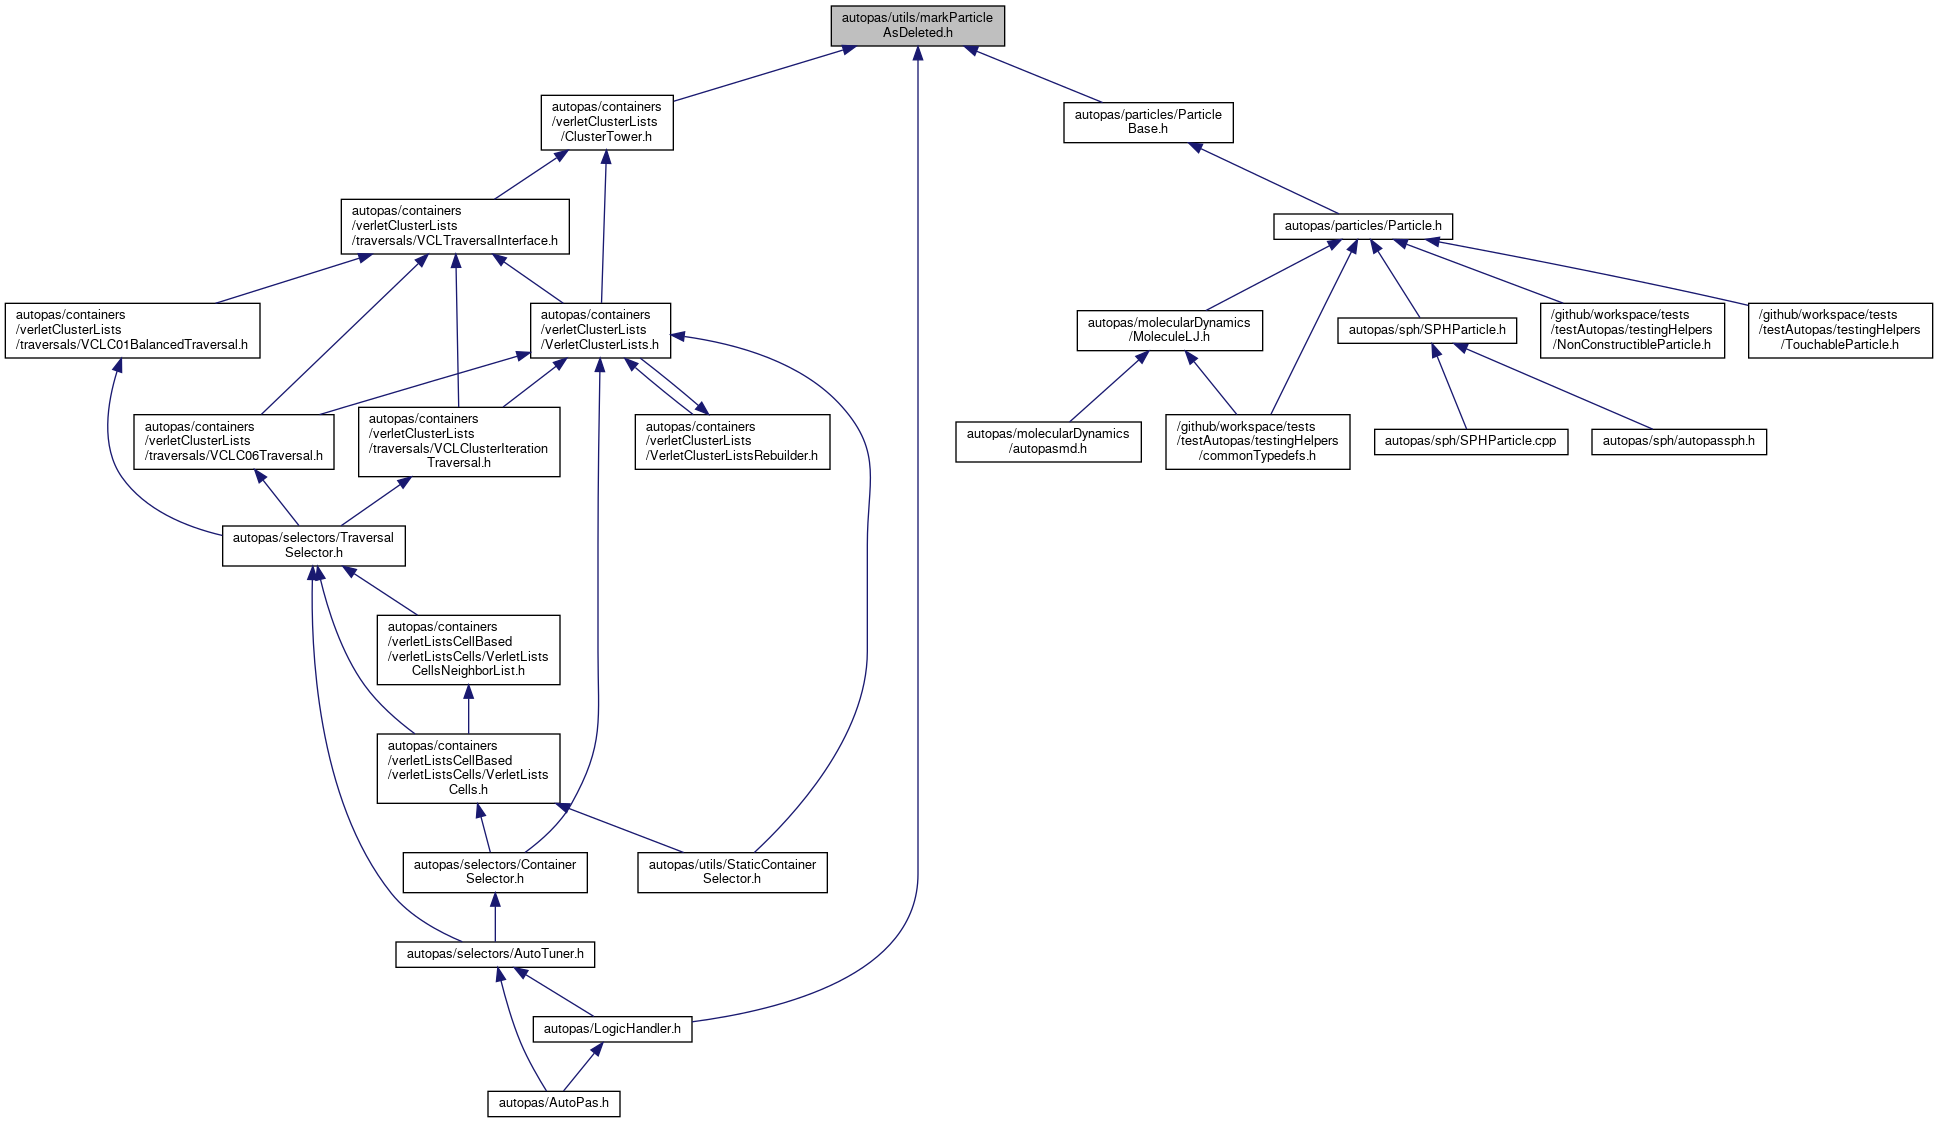 autopas/utils/markParticle
AsDeleted.h
autopas/containers
/verletClusterLists
/ClusterTower.h
autopas/particles/Particle
Base.h
autopas/containers
/verletClusterLists
/traversals/VCLTraversalInterface.h
autopas/particles/Particle.h
autopas/containers
/verletClusterLists
/traversals/VCLC01BalancedTraversal.h
autopas/containers
/verletClusterLists
/VerletClusterLists.h
autopas/molecularDynamics
/MoleculeLJ.h
autopas/sph/SPHParticle.h
/github/workspace/tests
/testAutopas/testingHelpers
/NonConstructibleParticle.h
/github/workspace/tests
/testAutopas/testingHelpers
/TouchableParticle.h
autopas/containers
/verletClusterLists
/traversals/VCLC06Traversal.h
autopas/containers
/verletClusterLists
/traversals/VCLClusterIteration
Traversal.h
autopas/containers
/verletClusterLists
/VerletClusterListsRebuilder.h
autopas/molecularDynamics
/autopasmd.h
/github/workspace/tests
/testAutopas/testingHelpers
/commonTypedefs.h
autopas/sph/SPHParticle.cpp
autopas/sph/autopassph.h
autopas/selectors/Traversal
Selector.h
autopas/containers
/verletListsCellBased
/verletListsCells/VerletLists
CellsNeighborList.h
autopas/containers
/verletListsCellBased
/verletListsCells/VerletLists
Cells.h
autopas/selectors/Container
Selector.h
autopas/utils/StaticContainer
Selector.h
autopas/selectors/AutoTuner.h
autopas/LogicHandler.h
autopas/AutoPas.h